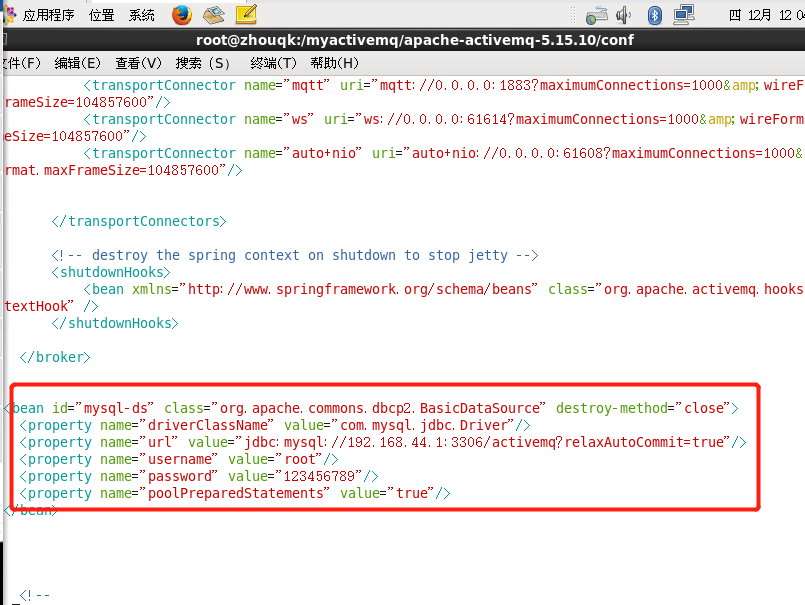 应用程序 位置 系统 四 12月 12 04
root@zhouqk:/myactivemq/apache-activemq-5.15.10/conf
文件(F) 编辑(E) 查看(V) 搜索 (S) 终端(T) 帮助(H)
<transportConnector name="mqtt" uri="mqtt://0.0.0.0:1883?maximumConnections=1000&amp;wireF
rameSize=104857600"/>
<transportConnector name="ws" uri="ws://0.0.0.0:61614?maximumConnections=1000&amp;wireForm
eSize=104857600"/>
<transportConnector name="auto+nio" uri="auto+nio://0.0.0.0:61608?maximumConnections=1000&
rmat.maxFrameSize=104857600"/>
</transportConnectors>
<!-- destroy the spring context on shutdown to stop jetty -->
<shutdownHooks>
<bean xmlns="http://www.springframework.org/schema/beans" class="org.apache.activemq.hooks
textHook" />
</shutdownHooks>
</broker>
<bean id="mysql-ds" class="org.apache.commons.dbcp2.BasicDataSource" destroy-method="close">
<property name="driverClassName" value="com.mysql.jdbc.Driver"/>
<property name="url" value="jdbc:mysql://192.168.44.1:3306/activemq?relaxAutoCommit=true"/>
<property name="username" value="root"/>
<property name="password" value="123456789"/>
<property name="poolPreparedStatements" value="true"/>
</bean>
<!--